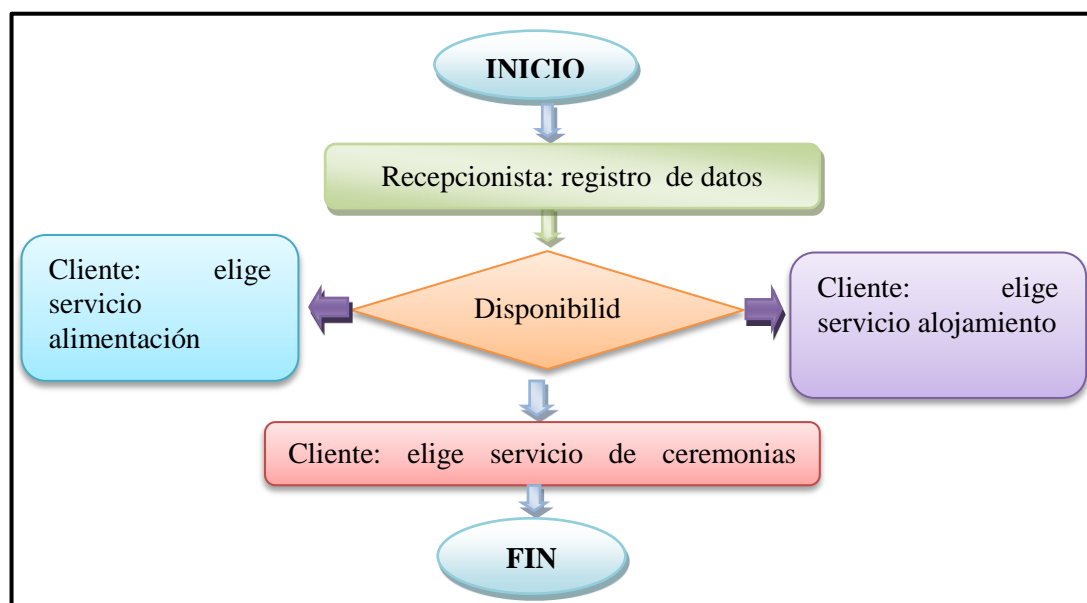 INICIO
Recepcionista: registro de datos
Cliente: elige
servicio
alimentación
Disponibilid
Cliente: elige
servicio alojamiento
Cliente: elige servicio de ceremonias
FIN